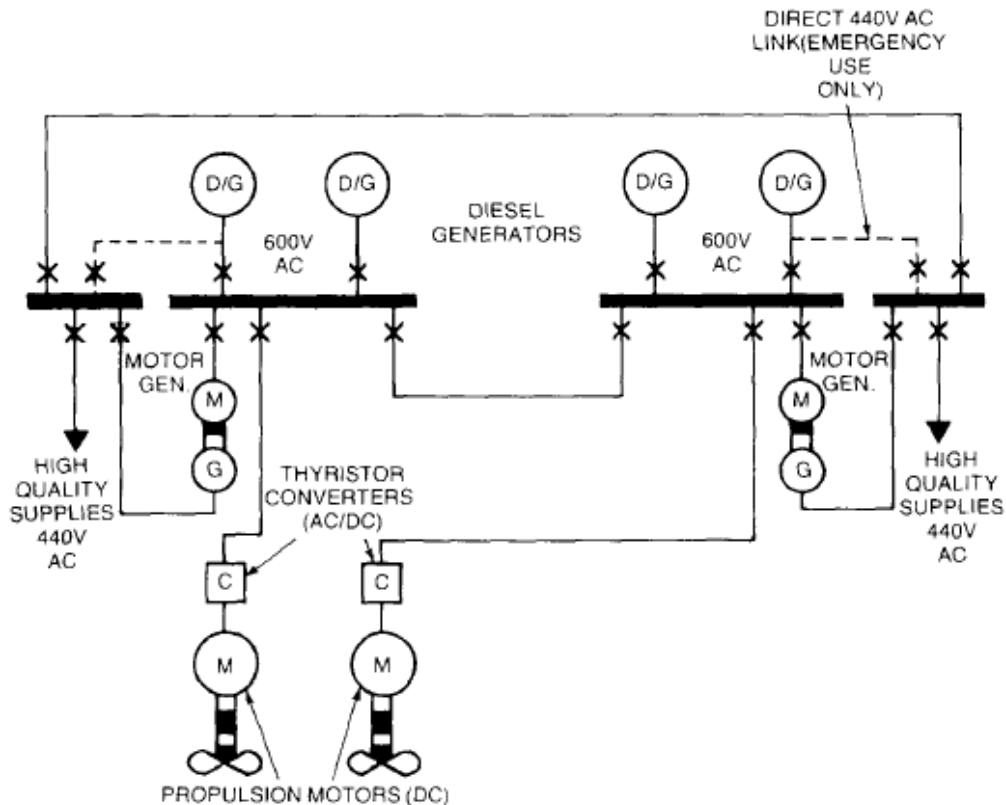 DIRECT 440V AC
LINK(EMERGENCY
USE
ONLY)
D/G
D/G
D/G
D/G
DIESEL
GENERATORS
600V
AC
600V
AC
MOTOR
GEN.
MOTOR
GEN.
M
M
G
G
HIGH
QUALITY
SUPPLIES
440V
AC
THYRISTOR
CONVERTERS
(AC/DC)
HIGH
QUALITY
SUPPLIES
440V
AC
C
C
M
M
PROPULSION MOTORS (DC)